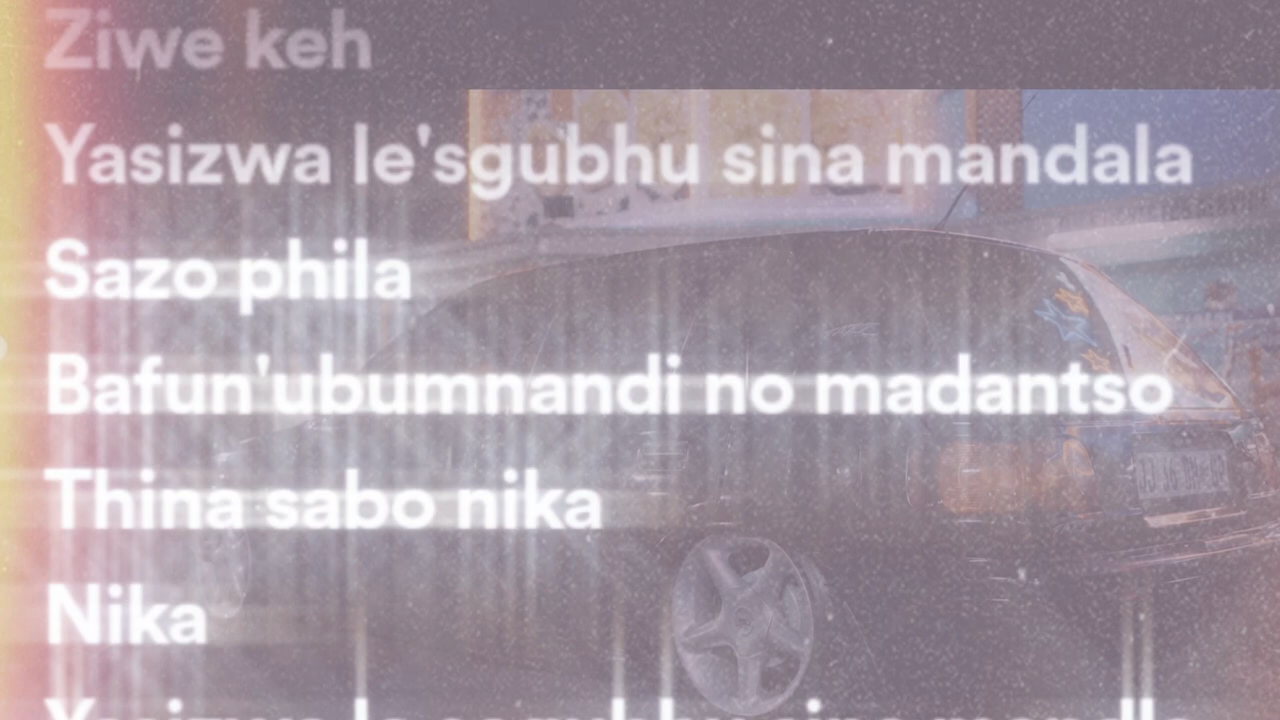 Ziwe keh
Yasizwa le'sgubhu sina mandala
Sazo phila
Bafun'ubumnandi no madantso
Thina sabo nika
Nika